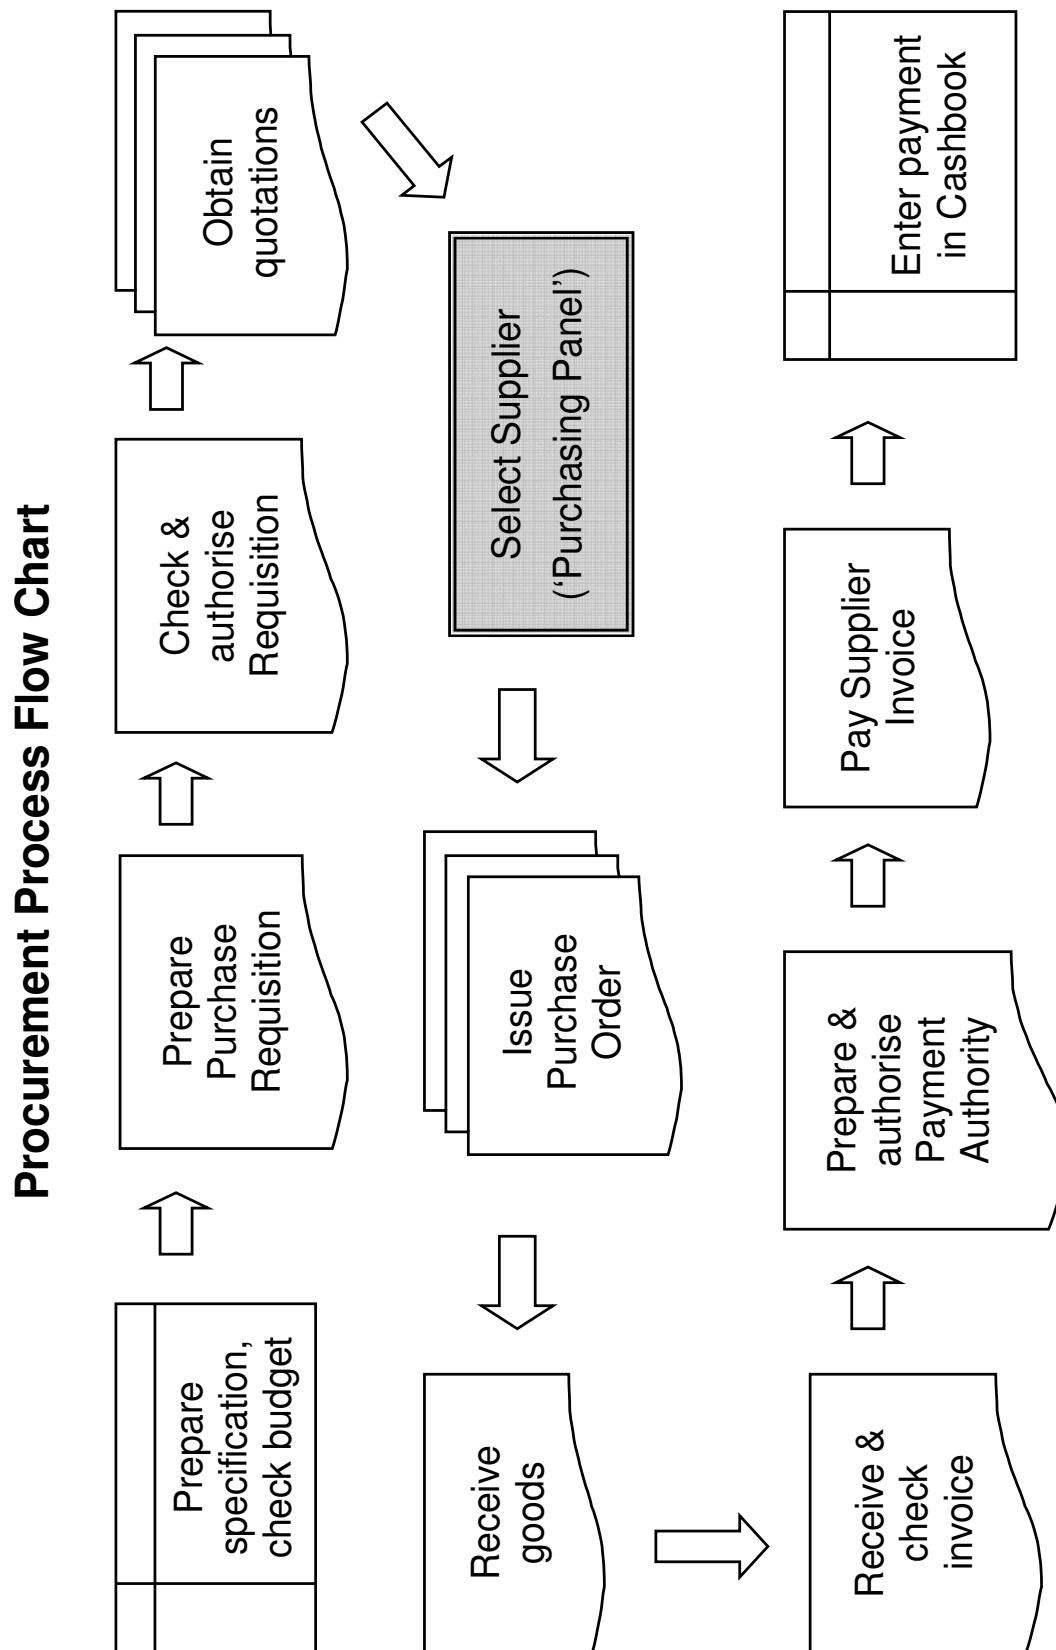 Procurement Process Flow Chart
Prepare
specification,
check budget
Prepare
Purchase
Requisition
Check &
authorise
Requisition
Obtain
quotations
Select Supplier
(‘Purchasing Panel’)
Issue
Purchase
Order
Receive
goods
Receive &
check
invoice
Prepare &
authorise
Payment
Authority
Pay Supplier
Invoice
Enter payment
in Cashbook